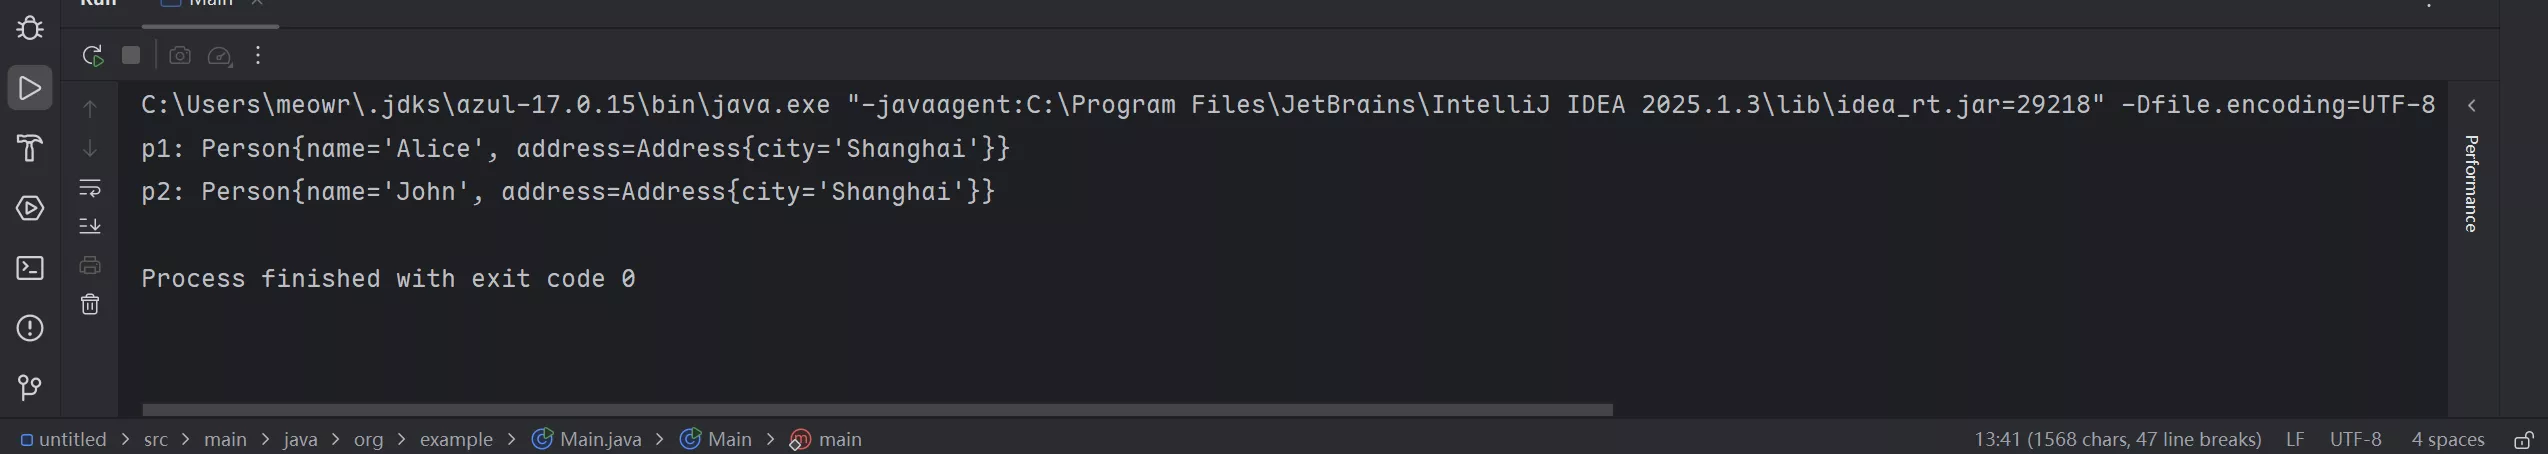 Run Main
C:\Users\meowr\.jdks\azul-17.0.15\bin\java.exe "-javaagent:C:\Program Files\JetBrains\IntelliJ IDEA 2025.1.3\lib\idea_rt.jar=29218" -Dfile.encoding=UTF-8
p1: Person{name='Alice', address=Address{city='Shanghai'}}
p2: Person{name='John', address=Address{city='Shanghai'}}
Process finished with exit code 0
Performance
untitled > src > main > java > org > example > Main.java > Main > main
13:41 (1568 chars, 47 line breaks) LF UTF-8 4 spaces